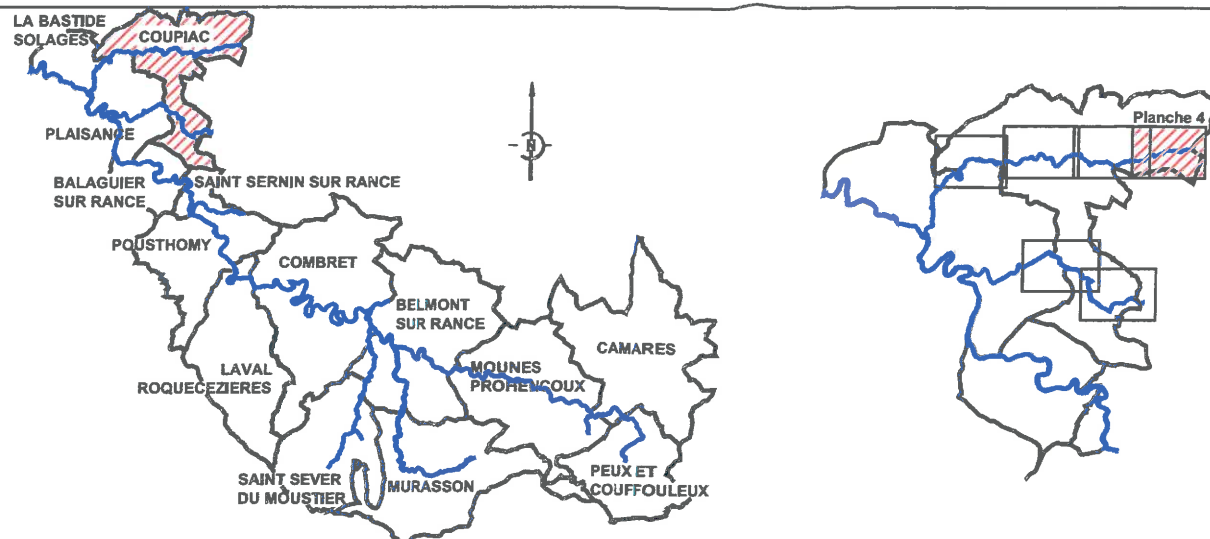 LA BASTIDE
SOLAGES
COUPIAC
PLAISANCE
BALAGUIER
SUR RANCE
SAINT SERNIN SUR RANCE
POUSTHOMY
COMBRET
BELMONT
SUR RANCE
CAMARES
LAVAL
ROQUECEZIERES
MOUNES
PROHENCOUX
SAINT SEVER
DU MOUSTIER
MURASSON
PEUX ET
COUFFOULEUX
N
Planche 4